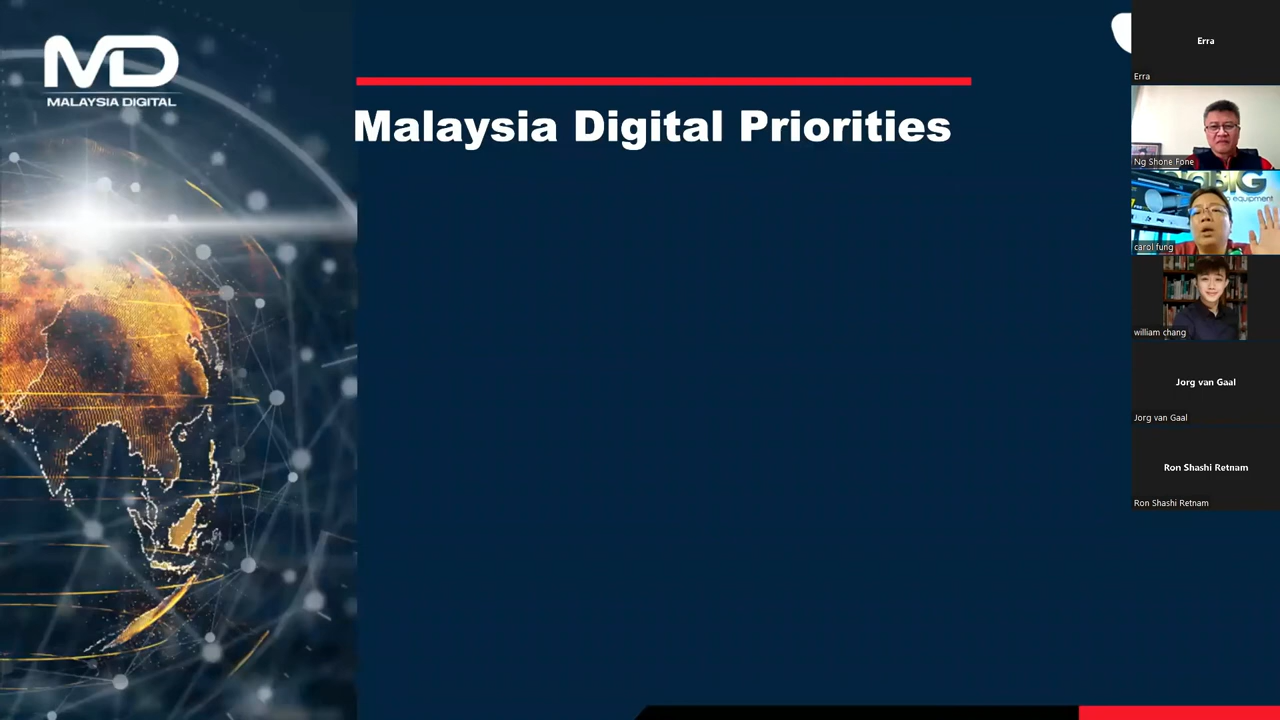 MD
MALAYSIA DIGITAL
Malaysia Digital Priorities
Erra
Erra
Ng Shone Fone
carol fung
equipment
william chang
Jorg van Gaal
Jorg van Gaal
Ron Shashi Retnam
Ron Shashi Retnam